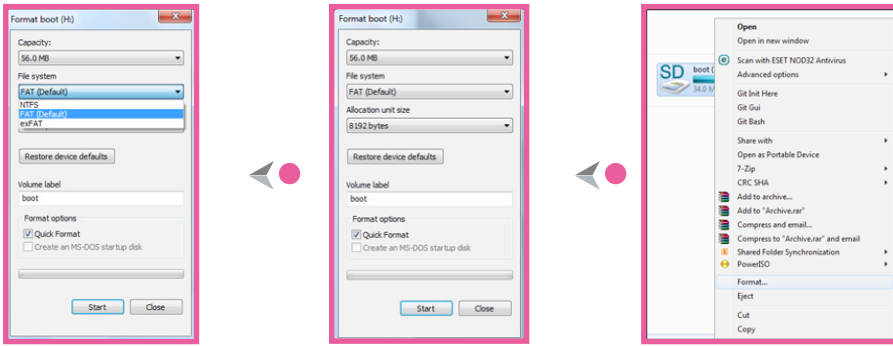 Format boot (H:)
Capacity:
56.0 MB
File system
FAT (Default)
NTFS
FAT (Default)
exFAT
Restore device defaults
Volume label
boot
Format options
Quick Format
Create an MS-DOS startup disk
Start
Close
Format boot (H:)
Capacity:
56.0 MB
File system
FAT (Default)
Allocation unit size
8192 bytes
Restore device defaults
Volume label
boot
Format options
Quick Format
Create an MS-DOS startup disk
Start
Close
SD
boot (
34.0 M
Open
Open in new window
Scan with ESET NOD32 Antivirus
Advanced options
Git Init Here
Git Gui
Git Bash
Share with
Open as Portable Device
7-Zip
CRC SHA
Add to archive...
Add to "Archive.rar"
Compress and email...
Compress to "Archive.rar" and email
Shared Folder Synchronization
PowerISO
Format...
Eject
Cut
Copy